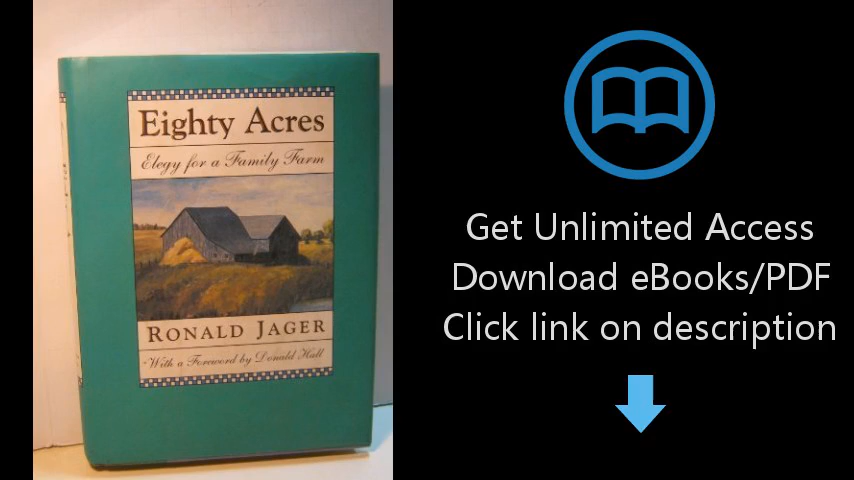 Eighty Acres
Elegy for a Family Farm
RONALD JAGER
With a Foreword by Donald Hall
Get Unlimited Access
Download eBooks/PDF
Click link on description